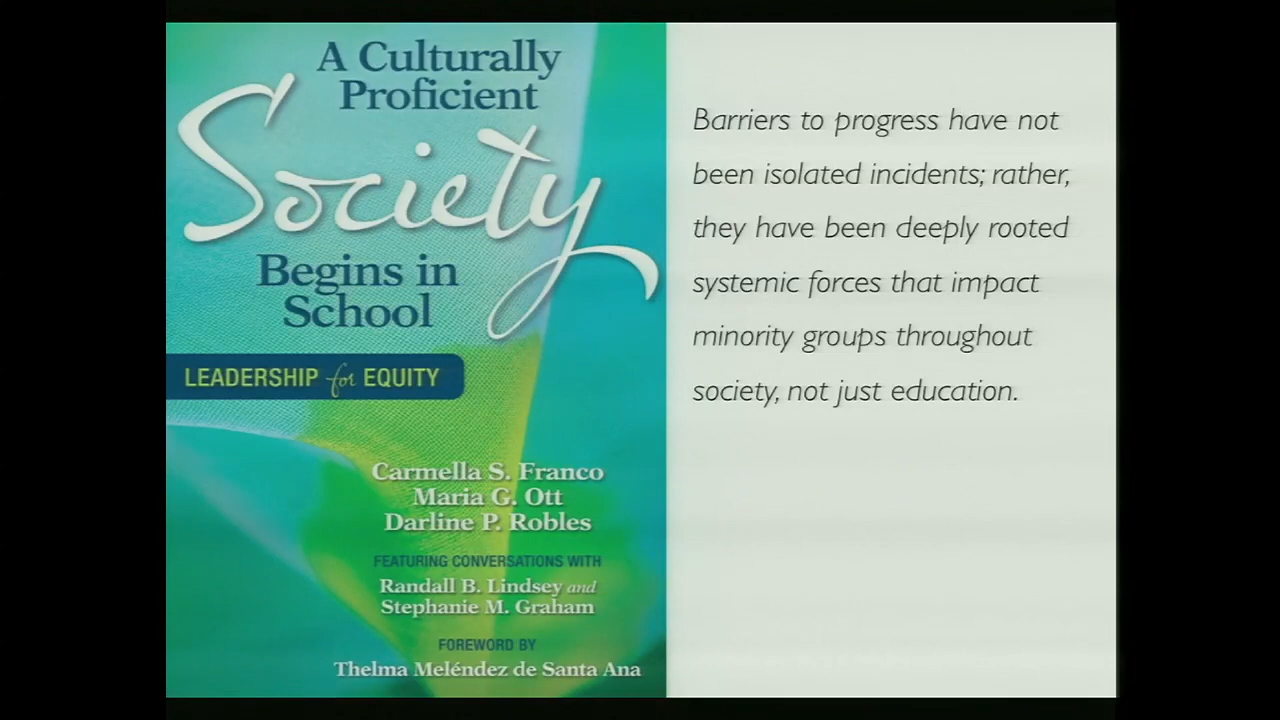 A Culturally
Proficient
Society
Begins in
School
LEADERSHIP for EQUITY
Carmella S. Franco
Maria G. Ott
Darline P. Robles
FEATURING CONVERSATIONS WITH
Randall B. Lindsey and
Stephanie M. Graham
FOREWORD BY
Thelma Meléndez de Santa Ana
Barriers to progress have not
been isolated incidents; rather,
they have been deeply rooted
systemic forces that impact
minority groups throughout
society, not just education.